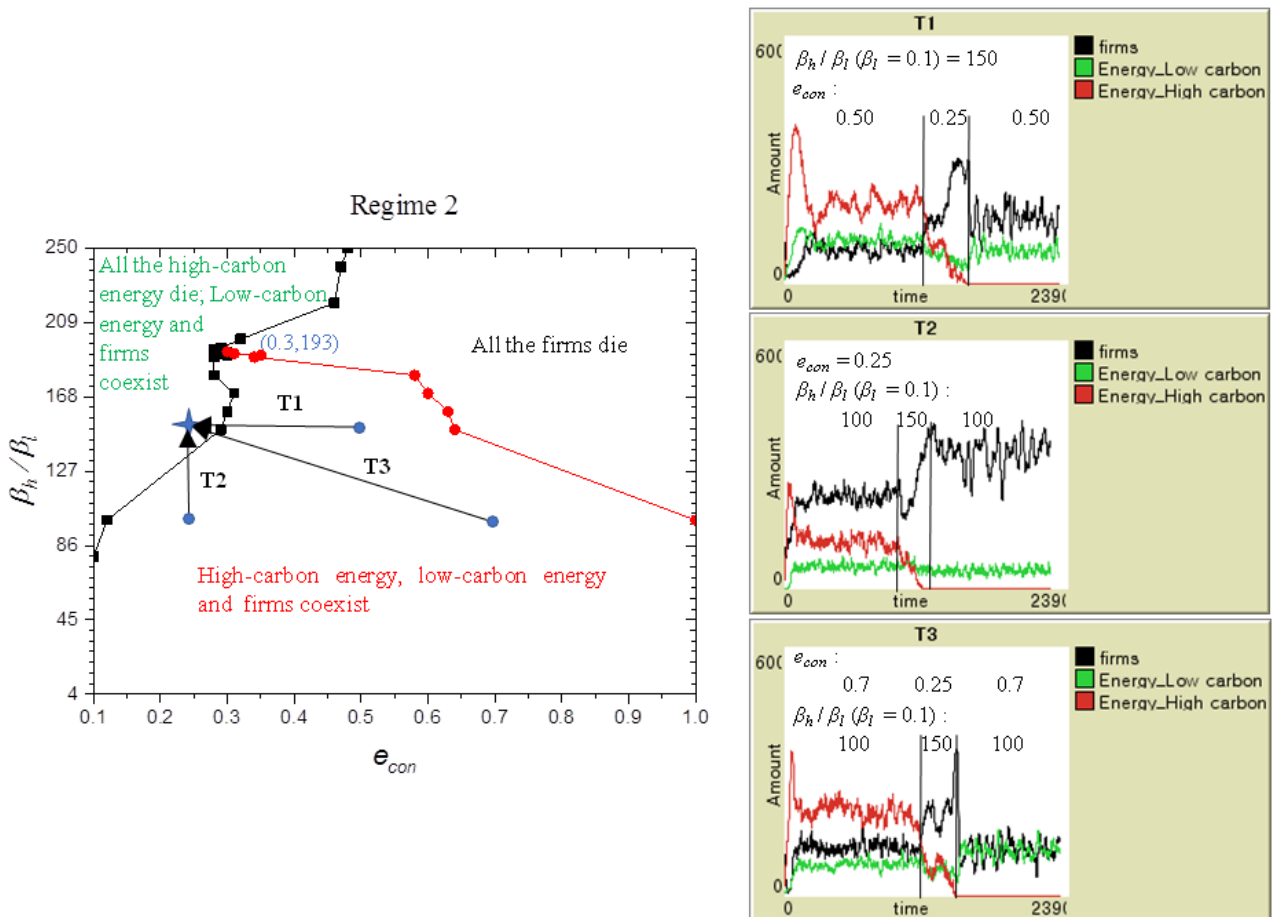 Regime 2
250
209
168
127
86
45
4
β_h / β_l
All the high-carbon
energy die; Low-carbon
energy and
firms
coexist
(0.3,193)
All the firms die
T1
T2
T3
High-carbon energy, low-carbon energy
and firms coexist
0.1 0.2 0.3 0.4 0.5 0.6 0.7 0.8 0.9 1.0
e_con
T1
600
β_h / β_l (β_l = 0.1) = 150
e_con :
0.50 0.25 0.50
Amount
0
0 time 2390
firms
Energy_Low carbon
Energy_High carbon
T2
600
e_con = 0.25
β_h / β_l (β_l = 0.1) :
100 150 100
Amount
0
0 time 2390
firms
Energy_Low carbon
Energy_High carbon
T3
600
e_con :
0.7 0.25 0.7
β_h / β_l (β_l = 0.1) :
100 150 100
Amount
0
0 time 2390
firms
Energy_Low carbon
Energy_High carbon